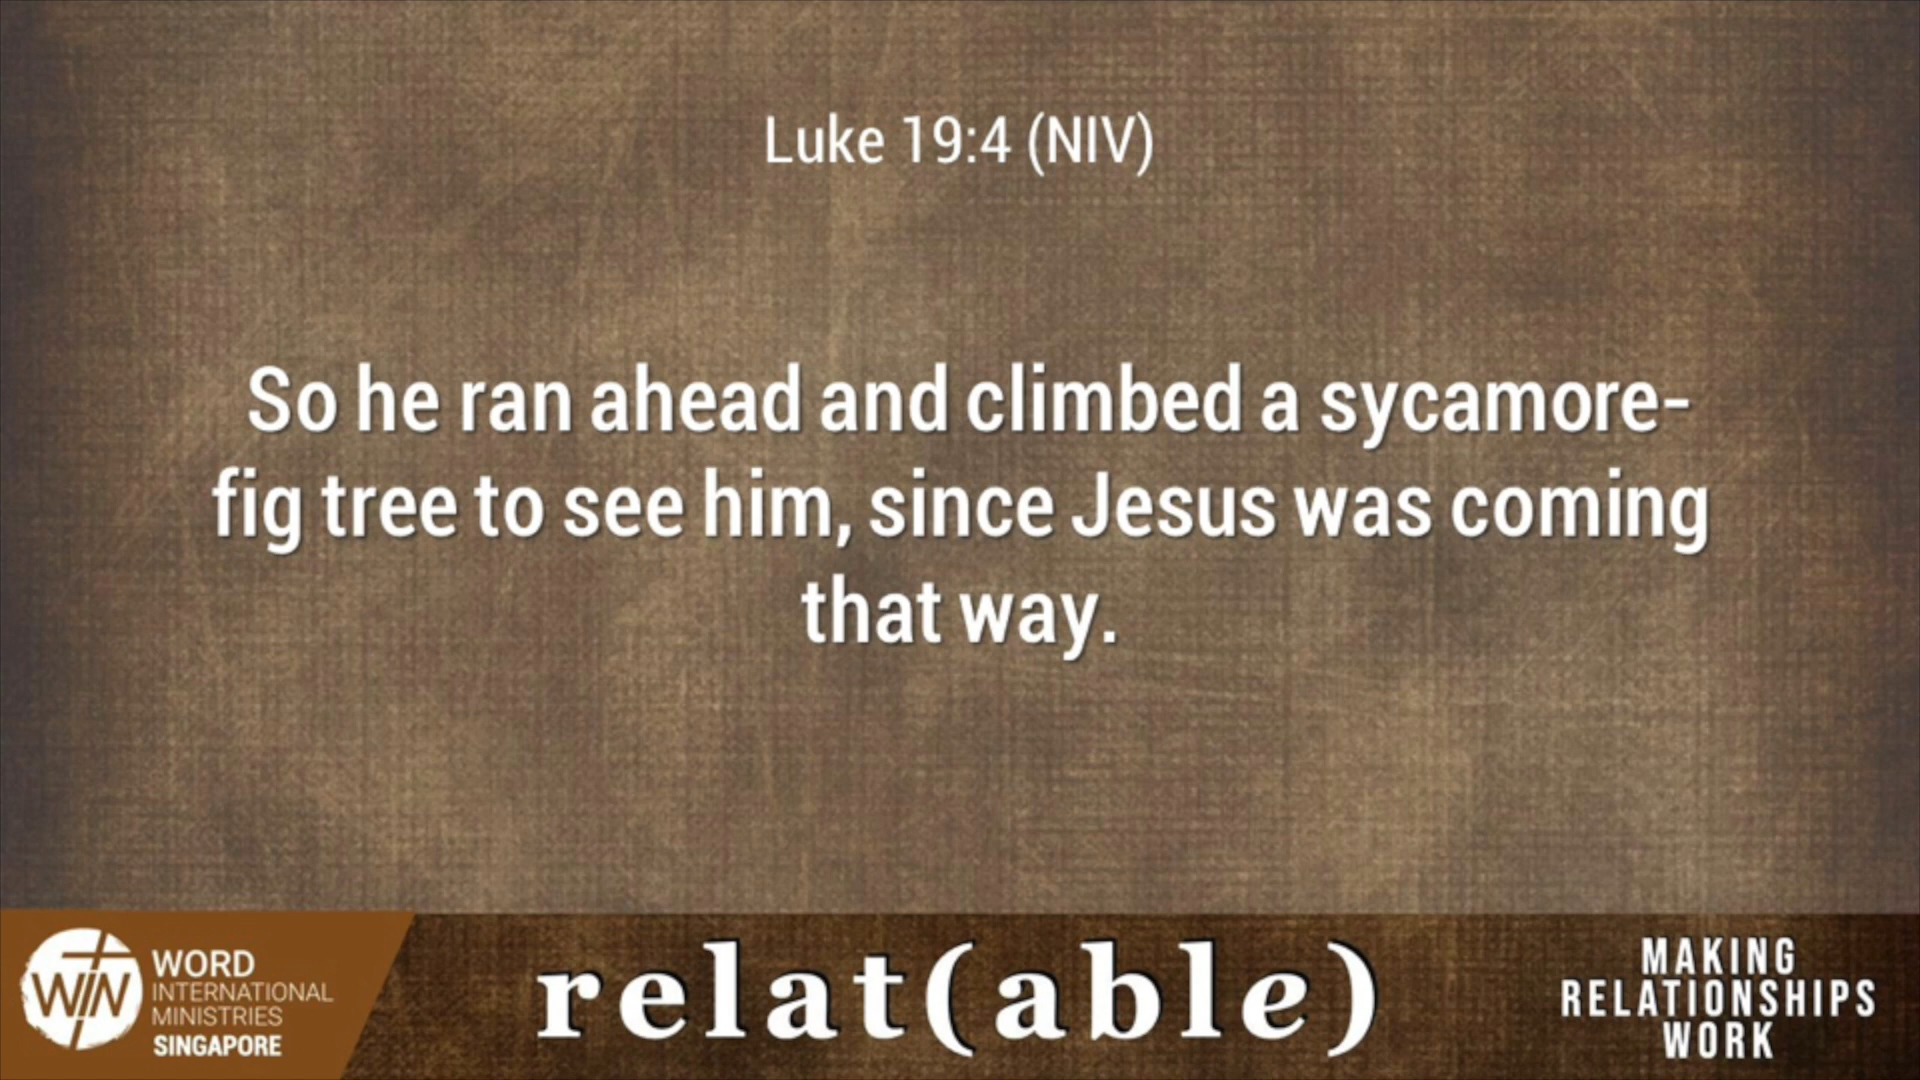 Luke 19:4 (NIV)
So he ran ahead and climbed a sycamore-
fig tree to see him, since Jesus was coming
that way.
WIN
WORD
INTERNATIONAL
MINISTRIES
SINGAPORE
relat(able)
MAKING
RELATIONSHIPS
WORK